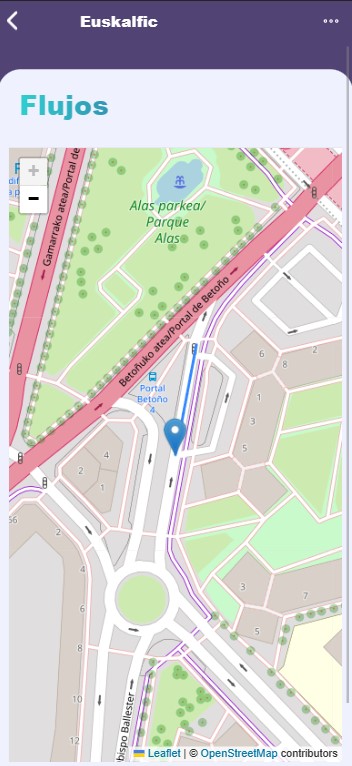 Euskalfic
Flujos
+
-
Gamarrako atea/Portal de
Alas parkea/
Parque
Alas
Betoñuko atea/Portal de Betoño
Portal
Betoño
4
6
8
2
1
3
5
4
2
1
66
2
4
6
8
12
3
7
5
bispo Ballester
Leaflet | © OpenStreetMap contributors